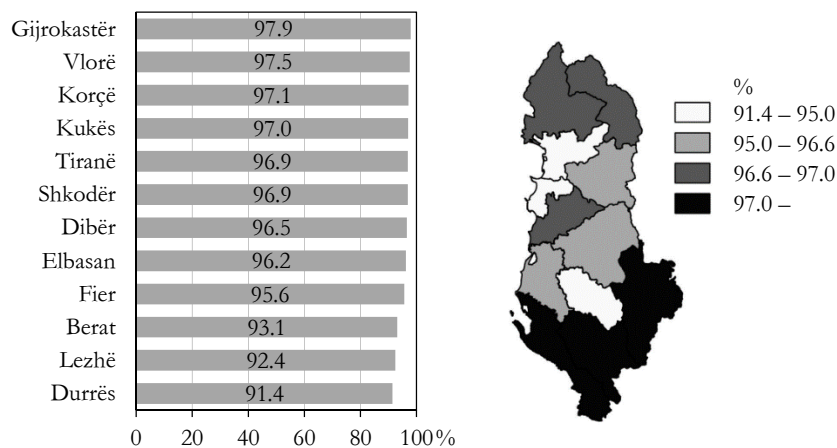 Gijrokastër 97.9
Vlorë 97.5
Korçë 97.1
Kukës 97.0
Tiranë 96.9
Shkodër 96.9
Dibër 96.5
Elbasan 96.2
Fier 95.6
Berat 93.1
Lezhë 92.4
Durrës 91.4
0 20 40 60 80 100%
%
91.4 – 95.0
95.0 – 96.6
96.6 – 97.0
97.0 –